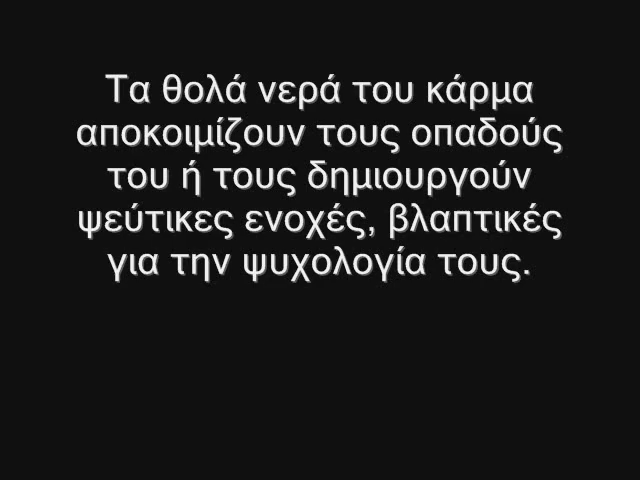 Τα θολά νερά του κάρμα
αποκοιμίζουν τους οπαδούς
του ή τους δημιουργούν
ψεύτικες ενοχές, βλαπτικές
για την ψυχολογία τους.